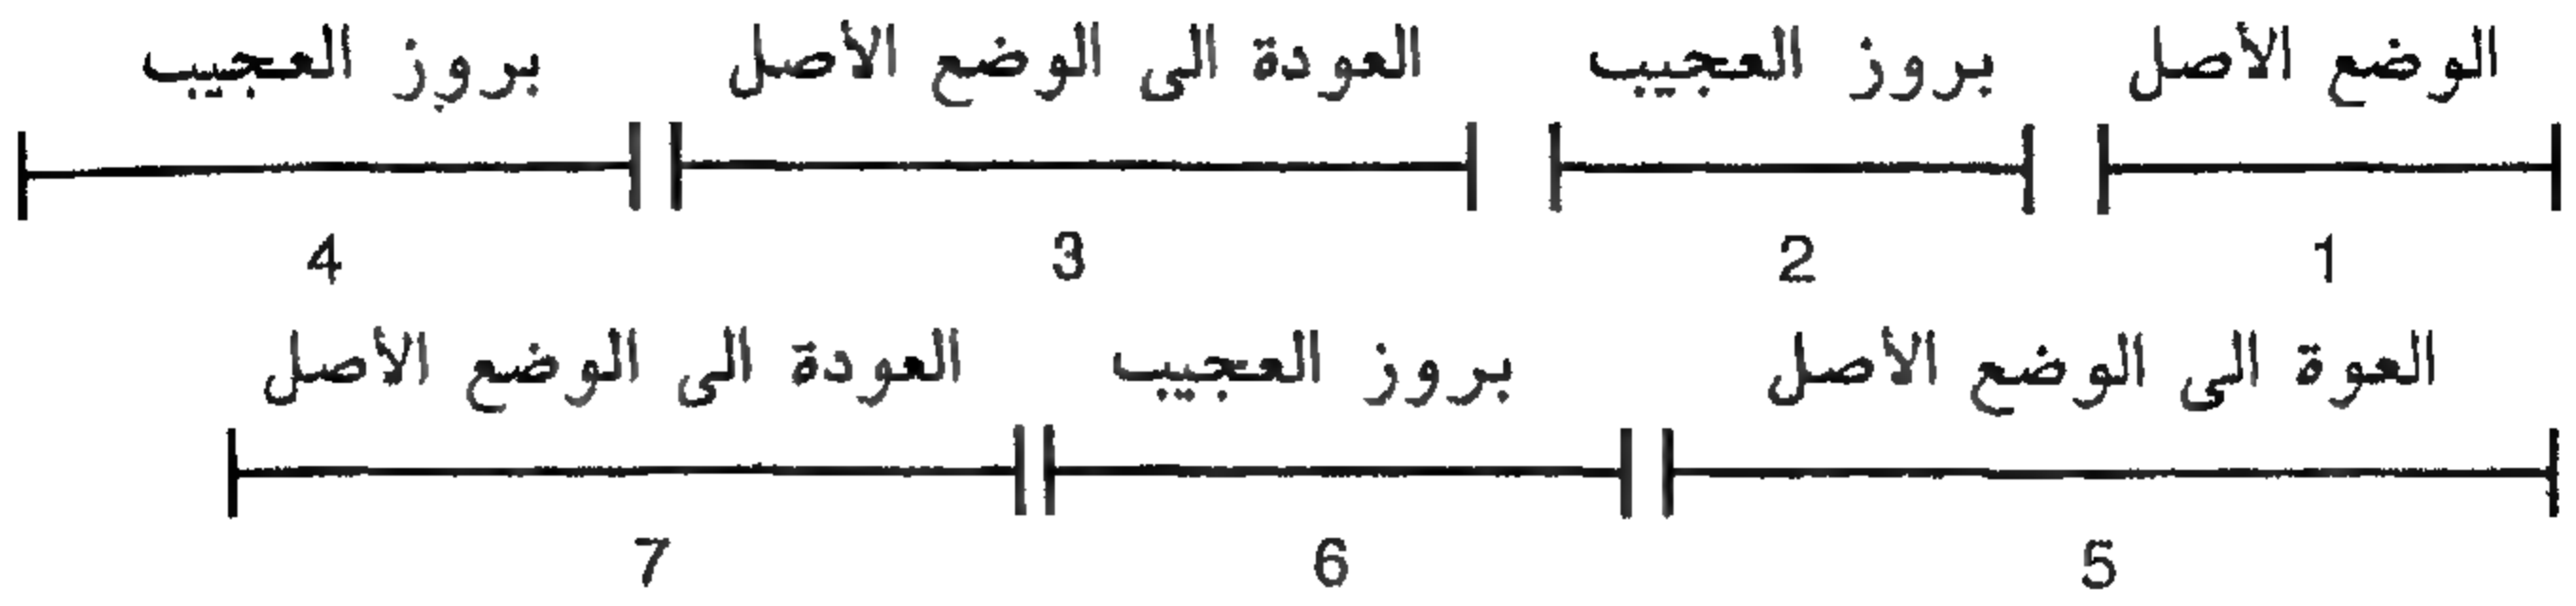 الوضع الأصل بروز العجيب العودة الى الوضع الأصل بروز العجيب
1 2 3 4
العوة الى الوضع الأصل بروز العجيب العودة الى الوضع الأصل
5 6 7